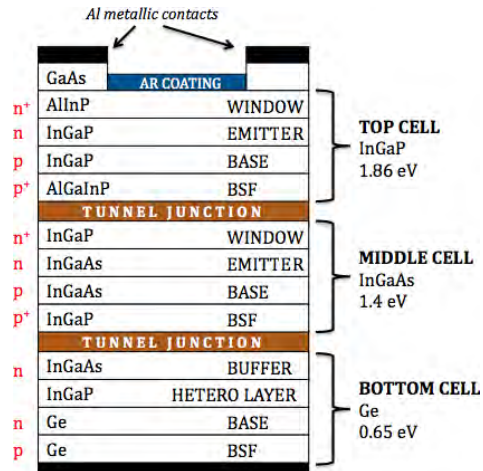 Al metallic contacts
GaAs
AR COATING
n⁺ AlInP WINDOW
n InGaP EMITTER
p InGaP BASE
p⁺ AlGaInP BSF
TOP CELL
InGaP
1.86 eV
TUNNEL JUNCTION
n⁺ InGaP WINDOW
n InGaAs EMITTER
p InGaAs BASE
p⁺ InGaP BSF
MIDDLE CELL
InGaAs
1.4 eV
TUNNEL JUNCTION
n InGaAs BUFFER
InGaP HETERO LAYER
n Ge BASE
p Ge BSF
BOTTOM CELL
Ge
0.65 eV